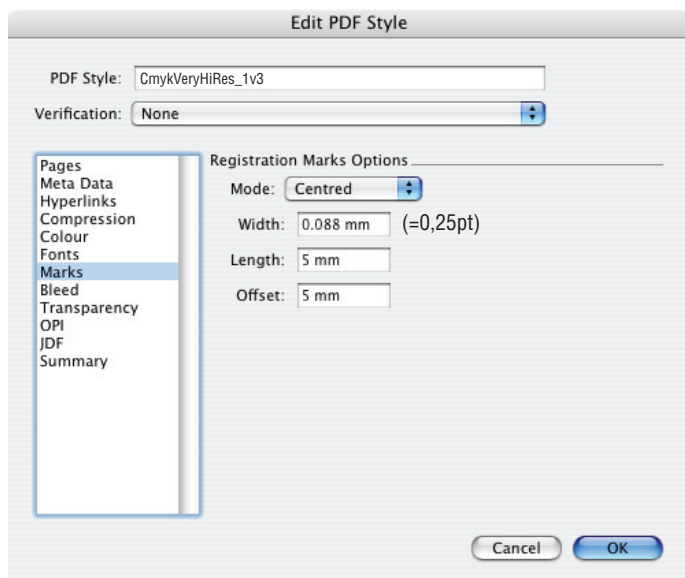 Edit PDF Style
PDF Style: CmykVeryHiRes_1v3
Verification: None
Pages
Meta Data
Hyperlinks
Compression
Colour
Fonts
Marks
Bleed
Transparency
OPI
JDF
Summary
Registration Marks Options
Mode: Centred
Width: 0.088 mm (=0,25pt)
Length: 5 mm
Offset: 5 mm
Cancel OK